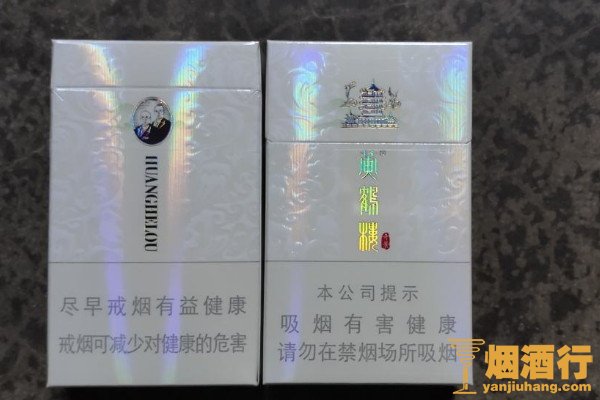 HUANGHELOU
尽早戒烟有益健康
戒烟可减少对健康的危害
黄鹤楼
本公司提示
吸烟有害健康
请勿在禁烟场所吸烟
烟酒行
yanjiuhang.com